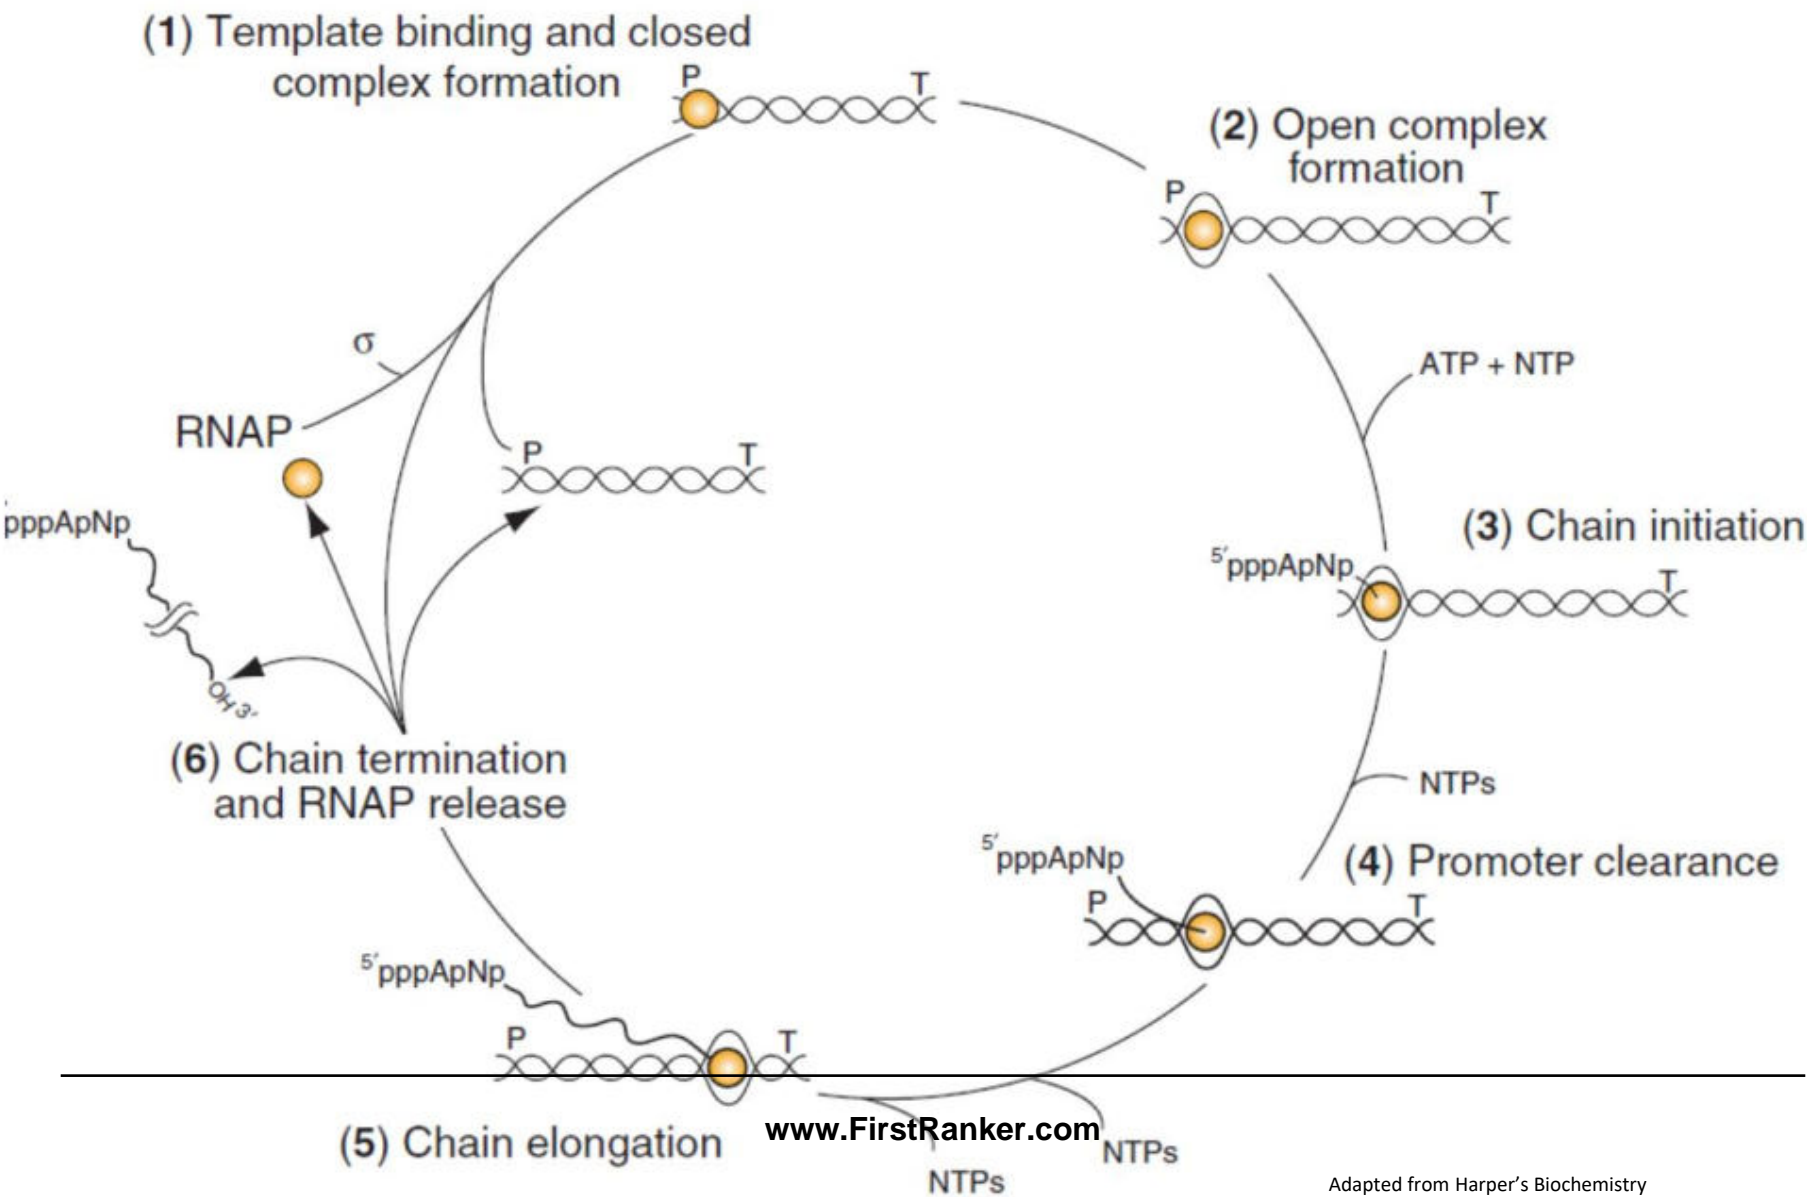 (1) Template binding and closed
complex formation
P
T
(2) Open complex
formation
P
T
σ
ATP + NTP
RNAP
P
T
pppApNp
(3) Chain initiation
5′pppApNp
T
OH 3′
(6) Chain termination
and RNAP release
NTPs
5′pppApNp
(4) Promoter clearance
P
T
5′pppApNp
P
T
(5) Chain elongation
www.FirstRanker.com
NTPs
NTPs
Adapted from Harper’s Biochemistry